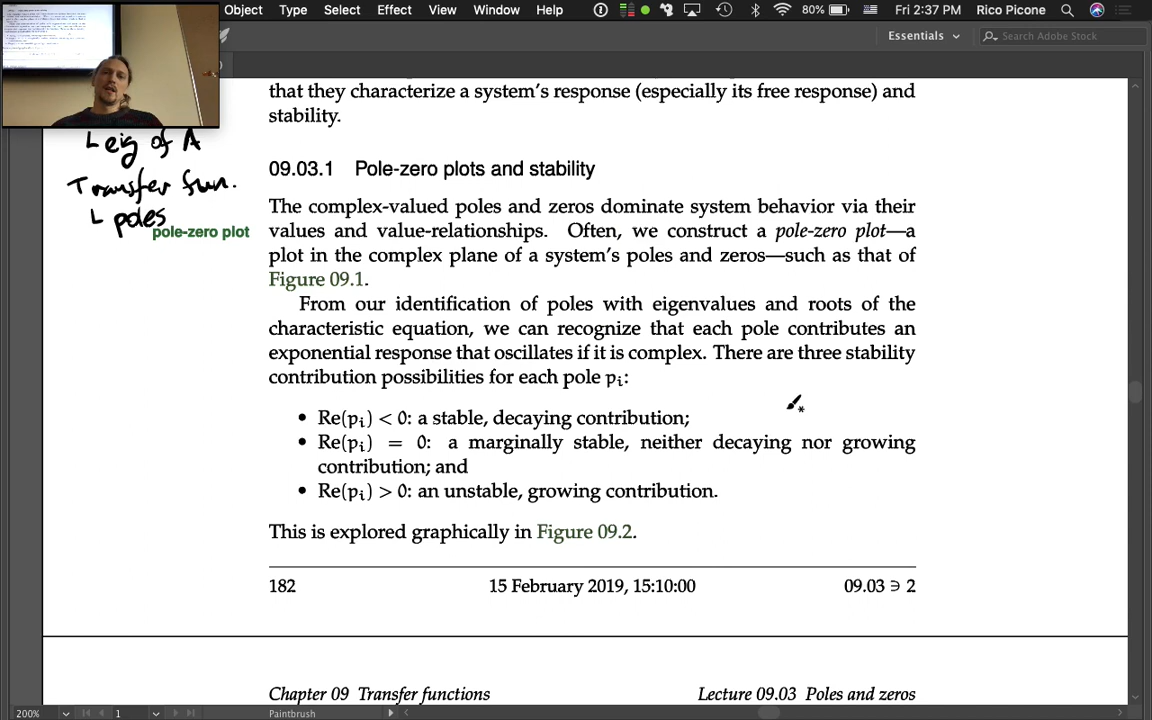 Object Type Select Effect View Window Help 80% Fri 2:37 PM Rico Picone
Essentials
Search Adobe Stock
that they characterize a system's response (especially its free response) and
stability.
└ eig of A
Transfer fun.
└ poles
pole-zero plot
09.03.1 Pole-zero plots and stability
The complex-valued poles and zeros dominate system behavior via their
values and value-relationships. Often, we construct a pole-zero plot—a
plot in the complex plane of a system's poles and zeros—such as that of
Figure 09.1.
From our identification of poles with eigenvalues and roots of the
characteristic equation, we can recognize that each pole contributes an
exponential response that oscillates if it is complex. There are three stability
contribution possibilities for each pole pᵢ:
• Re(pᵢ) < 0: a stable, decaying contribution;
• Re(pᵢ) = 0: a marginally stable, neither decaying nor growing
contribution; and
• Re(pᵢ) > 0: an unstable, growing contribution.
This is explored graphically in Figure 09.2.
182 15 February 2019, 15:10:00 09.03 ∋ 2
Chapter 09 Transfer functions Lecture 09.03 Poles and zeros
200% 1 Paintbrush